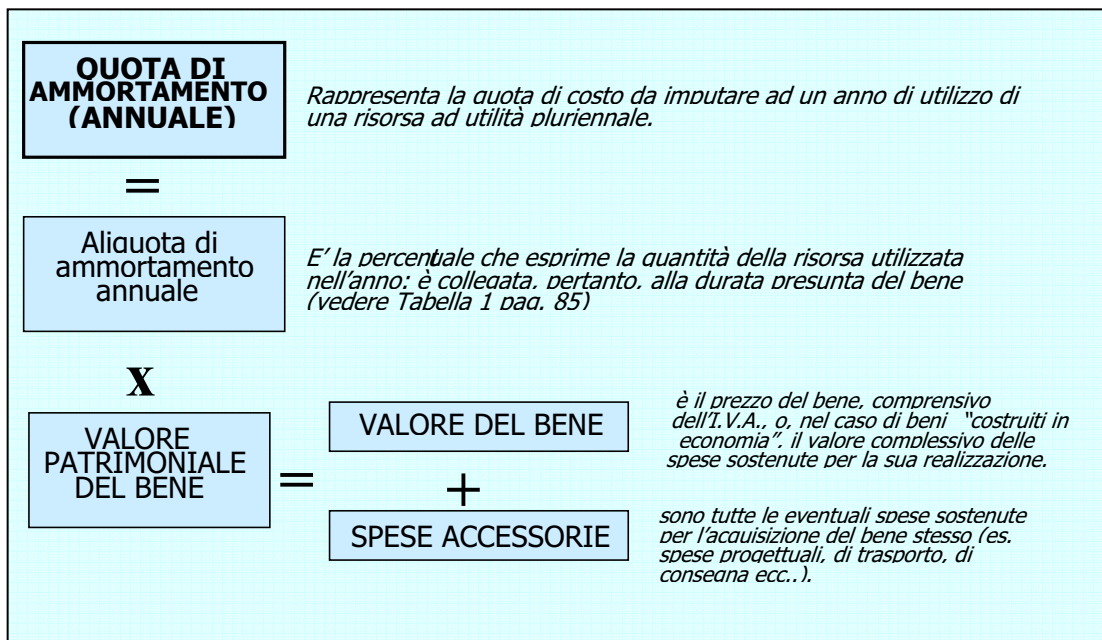 QUOTA DI
AMMORTAMENTO
(ANNUALE)
Rappresenta la quota di costo da imputare ad un anno di utilizzo di
una risorsa ad utilità pluriennale.
=
Aliquota di
ammortamento
annuale
E’ la percentuale che esprime la quantità della risorsa utilizzata
nell’anno: è collegata, pertanto, alla durata presunta del bene
(vedere Tabella 1 pag. 85)
x
VALORE
PATRIMONIALE
DEL BENE
=
VALORE DEL BENE
è il prezzo del bene, comprensivo
dell’I.V.A., o, nel caso di beni “costruiti in
economia”, il valore complessivo delle
spese sostenute per la sua realizzazione.
+
SPESE ACCESSORIE
sono tutte le eventuali spese sostenute
per l’acquisizione del bene stesso (es.
spese progettuali, di trasporto, di
consegna ecc..).